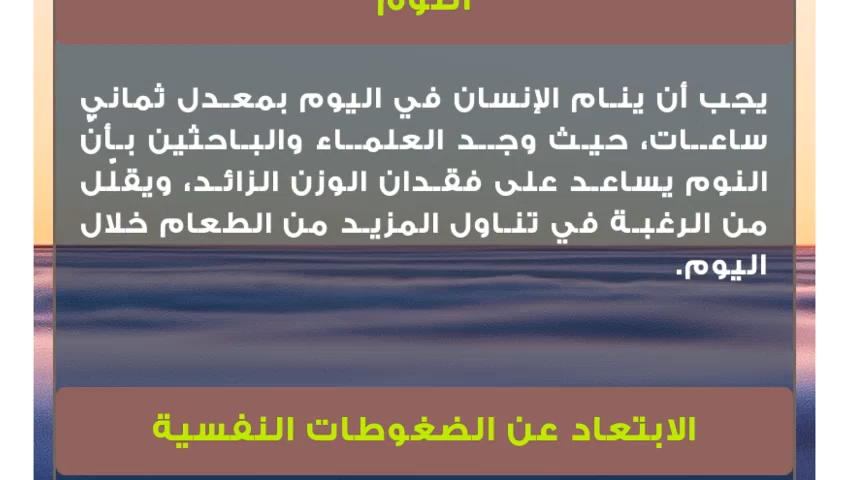 يجب أن ينام الإنسان في اليوم بمعدل ثماني
ساعات، حيث وجد العلماء والباحثين بأنّ
النوم يساعد على فقدان الوزن الزائد، ويقلّل
من الرغبة في تناول المزيد من الطعام خلال
اليوم.
الابتعاد عن الضغوطات النفسية